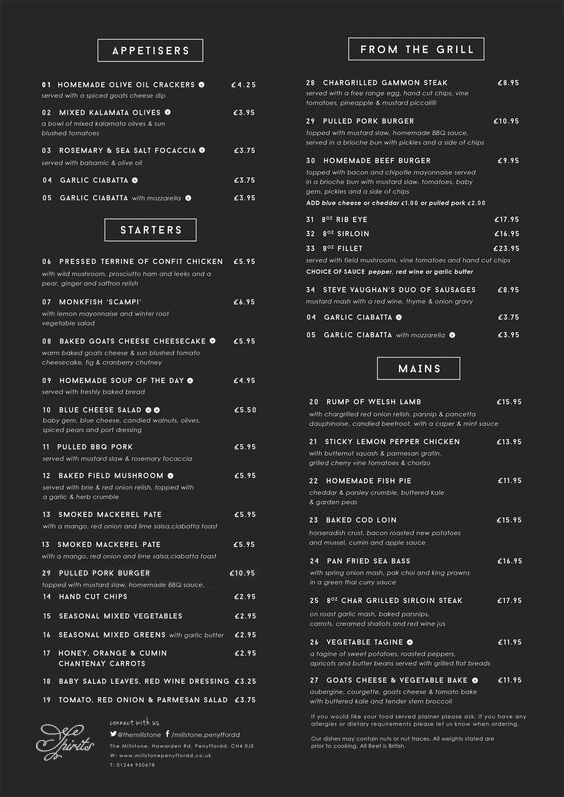 APPETISERS
01 HOMEMADE OLIVE OIL CRACKERS V £4.25
served with a spiced goats cheese dip
02 MIXED KALAMATA OLIVES V £3.95
a bowl of mixed kalamata olives & sun
blushed tomatoes
03 ROSEMARY & SEA SALT FOCACCIA V £3.75
served with balsamic & olive oil
04 GARLIC CIABATTA V £3.75
05 GARLIC CIABATTA with mozzarella V £3.95
STARTERS
06 PRESSED TERRINE OF CONFIT CHICKEN £5.95
with wild mushroom, prosciutto ham and leeks and a
pear, ginger and saffron relish
07 MONKFISH ‘SCAMPI’ £6.95
with lemon mayonnaise and winter root
vegetable salad
08 BAKED GOATS CHEESE CHEESECAKE V £5.95
warm baked goats cheese & sun blushed tomato
cheesecake, fig & cranberry chutney
09 HOMEMADE SOUP OF THE DAY V £4.95
served with freshly baked bread
10 BLUE CHEESE SALAD V £5.50
baby gem, blue cheese, candied walnuts, olives,
spiced pears and port dressing
11 PULLED BBQ PORK £5.95
served with mustard slaw & rosemary focaccia
12 BAKED FIELD MUSHROOM V £5.95
served with brie & red onion relish, topped with
a garlic & herb crumble
13 SMOKED MACKEREL PATE £5.95
with a mango, red onion and lime salsa,ciabatta toast
13 SMOKED MACKEREL PATE £5.95
with a mango, red onion and lime salsa,ciabatta toast
29 PULLED PORK BURGER £10.95
topped with mustard slaw, homemade BBQ sauce,
14 HAND CUT CHIPS £2.95
15 SEASONAL MIXED VEGETABLES £2.95
16 SEASONAL MIXED GREENS with garlic butter £2.95
17 HONEY, ORANGE & CUMIN £2.95
CHANTENAY CARROTS
18 BABY SALAD LEAVES, RED WINE DRESSING £3.25
19 TOMATO, RED ONION & PARMESAN SALAD £3.75
Spirits
connect with us
@themillstone f /millstone.penyffordd
The Millstone, Hawarden Rd, Penyffordd, CH4 0JE
W: www.millstonepenyffordd.co.uk
T: 01244 950678
FROM THE GRILL
28 CHARGRILLED GAMMON STEAK £8.95
served with a free range egg, hand cut chips, vine
tomatoes, pineapple & mustard piccalilli
29 PULLED PORK BURGER £10.95
topped with mustard slaw, homemade BBQ sauce,
served in a brioche bun with pickles and a side of chips
30 HOMEMADE BEEF BURGER £9.95
topped with bacon and chipotle mayonnaise served
in a brioche bun with mustard slaw, tomatoes, baby
gem, pickles and a side of chips
ADD blue cheese or cheddar £1.00 or pulled pork £2.00
31 8OZ RIB EYE £17.95
32 8OZ SIRLOIN £16.95
33 8OZ FILLET £23.95
served with field mushrooms, vine tomatoes and hand cut chips
CHOICE OF SAUCE pepper, red wine or garlic butter
34 STEVE VAUGHAN’S DUO OF SAUSAGES £8.95
mustard mash with a red wine, thyme & onion gravy
04 GARLIC CIABATTA V £3.75
05 GARLIC CIABATTA with mozzarella V £3.95
MAINS
20 RUMP OF WELSH LAMB £15.95
with chargrilled red onion relish, parsnip & pancetta
dauphinoise, candied beetroot, with a caper & mint sauce
21 STICKY LEMON PEPPER CHICKEN £13.95
with butternut squash & parmesan gratin,
grilled cherry vine tomatoes & chorizo
22 HOMEMADE FISH PIE £11.95
cheddar & parsley crumble, buttered kale
& garden peas
23 BAKED COD LOIN £15.95
horseradish crust, bacon roasted new potatoes
and mussel, cumin and apple sauce
24 PAN FRIED SEA BASS £16.95
with spring onion mash, pak choi and king prawns
in a green thai curry sauce
25 8OZ CHAR GRILLED SIRLOIN STEAK £17.95
on roast garlic mash, baked parsnips,
carrots, creamed shallots and red wine jus
26 VEGETABLE TAGINE V £11.95
a tagine of sweet potatoes, roasted peppers,
apricots and butter beans served with grilled flat breads
27 GOATS CHEESE & VEGETABLE BAKE V £11.95
aubergine, courgette, goats cheese & tomato bake
with buttered kale and tender stem broccoli
If you would like your food served plainer please ask. If you have any
allergies or dietary requirements please let us know when ordering.
Our dishes may contain nuts or nut traces. All weights stated are
prior to cooking. All Beef is British.